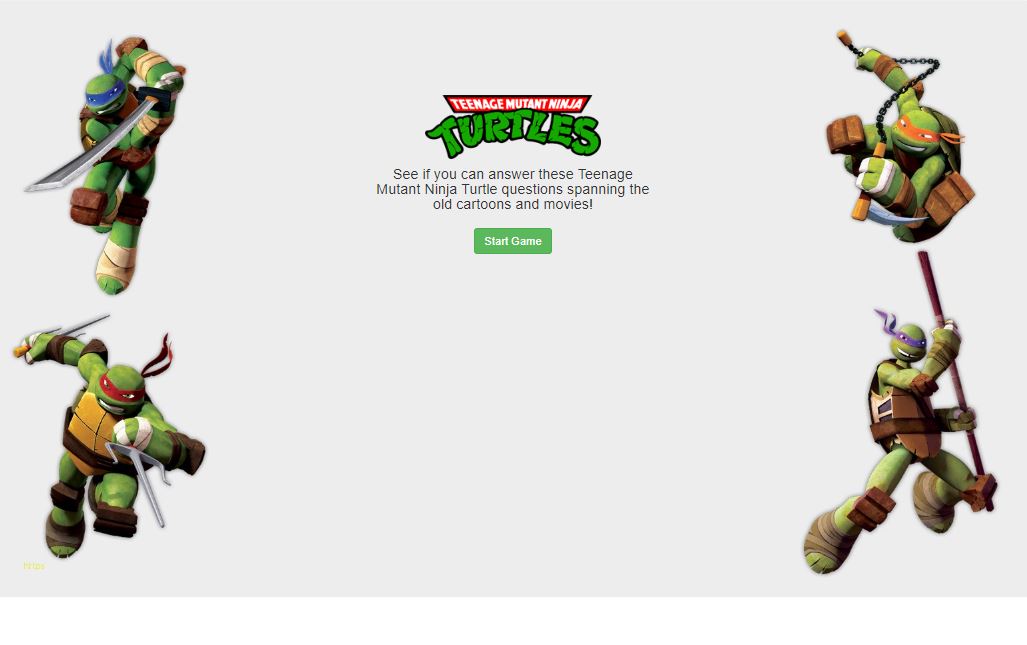 TEENAGE MUTANT NINJA
TURTLES
See if you can answer these Teenage
Mutant Ninja Turtle questions spanning the
old cartoons and movies!
Start Game
https